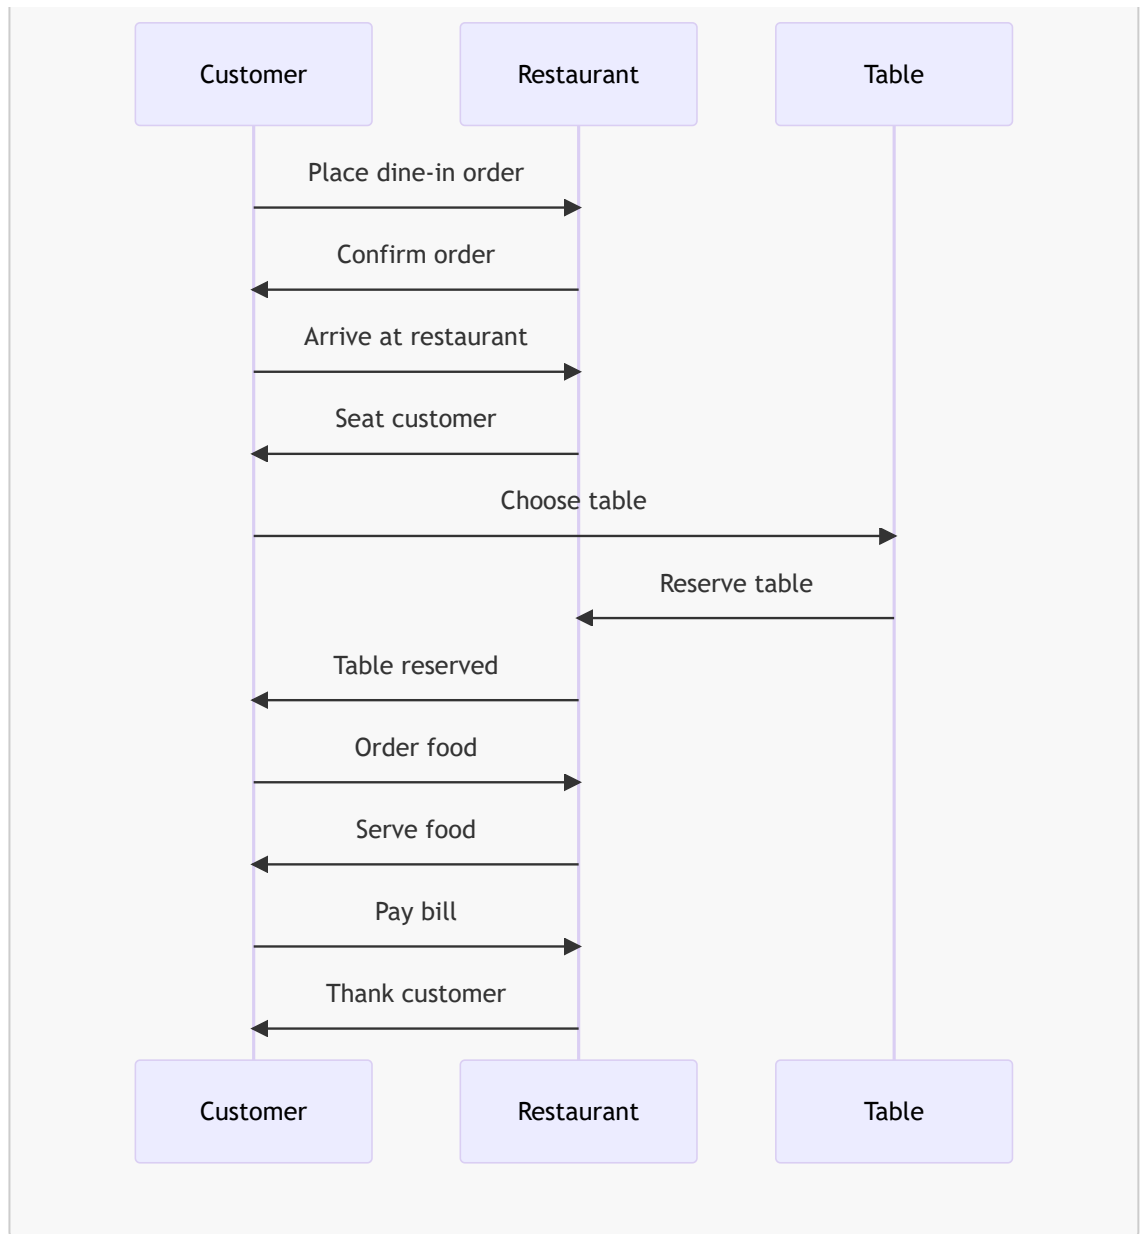 Customer
Restaurant
Table
Place dine-in order
Confirm order
Arrive at restaurant
Seat customer
Choose table
Reserve table
Table reserved
Order food
Serve food
Pay bill
Thank customer
Customer
Restaurant
Table